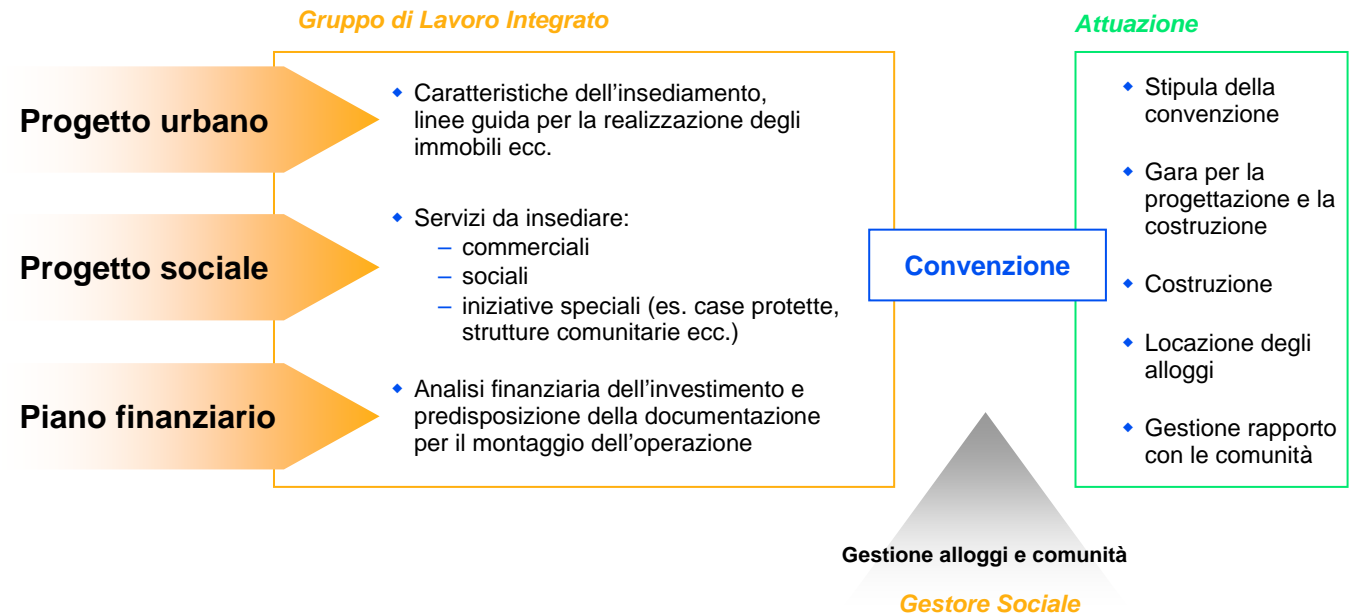 Gruppo di Lavoro Integrato
Progetto urbano
◆ Caratteristiche dell’insediamento,
linee guida per la realizzazione degli
immobili ecc.
Progetto sociale
◆ Servizi da insediare:
– commerciali
– sociali
– iniziative speciali (es. case protette,
strutture comunitarie ecc.)
Piano finanziario
◆ Analisi finanziaria dell’investimento e
predisposizione della documentazione
per il montaggio dell’operazione
Convenzione
Attuazione
◆ Stipula della
convenzione
◆ Gara per la
progettazione e la
costruzione
◆ Costruzione
◆ Locazione degli
alloggi
◆ Gestione rapporto
con le comunità
Gestione alloggi e comunità
Gestore Sociale